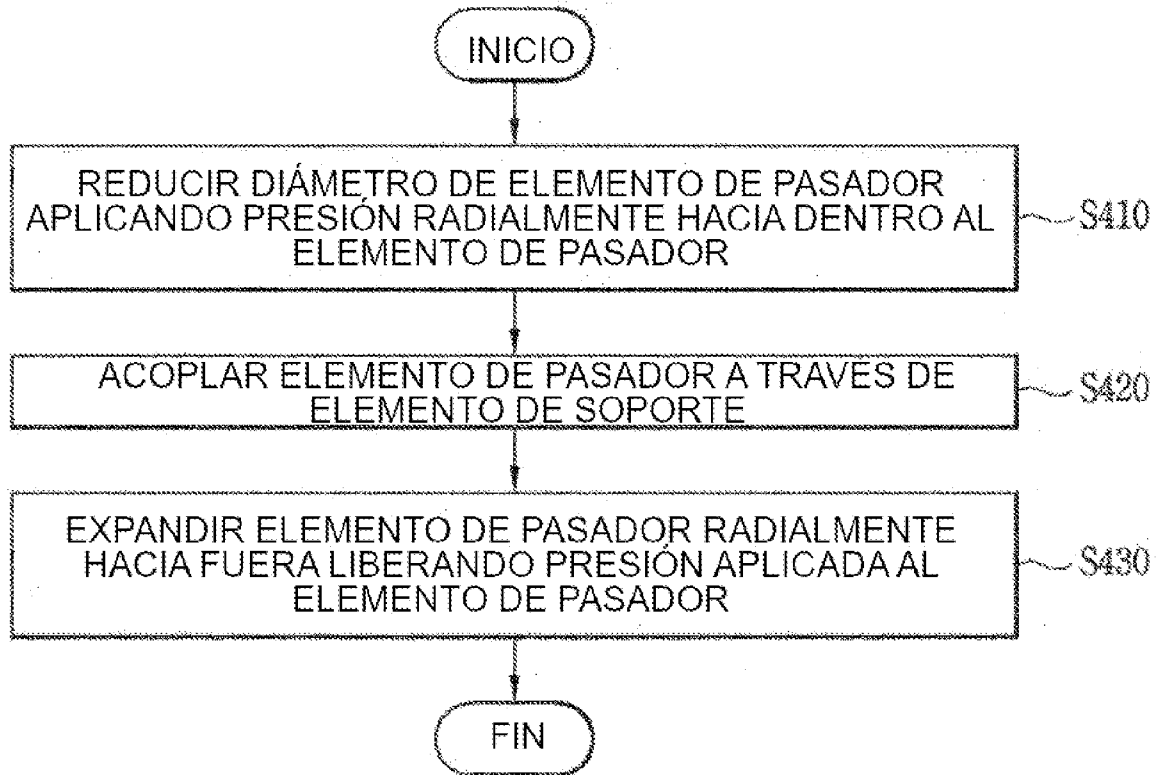 INICIO
REDUCIR DIÁMETRO DE ELEMENTO DE PASADOR
APLICANDO PRESIÓN RADIALMENTE HACIA DENTRO AL
ELEMENTO DE PASADOR
S410
ACOPLAR ELEMENTO DE PASADOR A TRAVÉS DE
ELEMENTO DE SOPORTE
S420
EXPANDIR ELEMENTO DE PASADOR RADIALMENTE
HACIA FUERA LIBERANDO PRESIÓN APLICADA AL
ELEMENTO DE PASADOR
S430
FIN